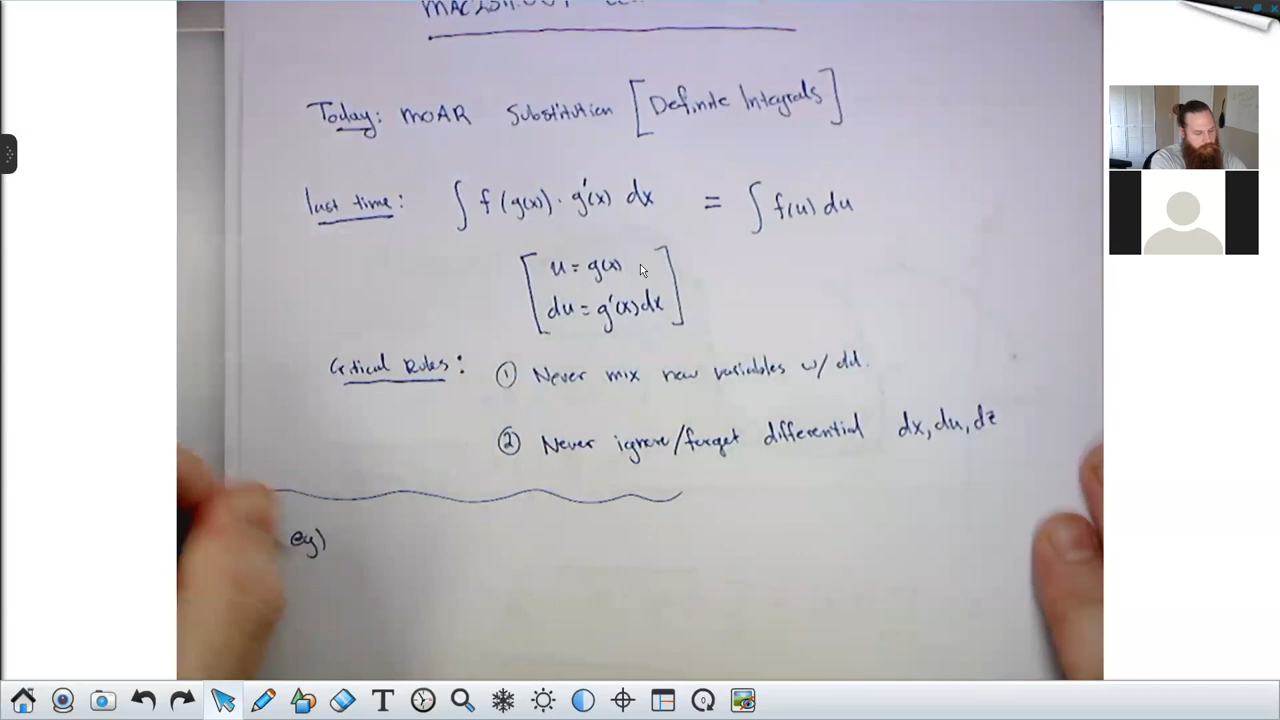 Today: MOAR Substitution [Definite Integrals]
last time: ∫ f(g(x)) · g'(x) dx = ∫ f(u) du
[u = g(x)
du = g'(x)dx]
Critical Rules: ① Never mix new variables w/ old.
② Never ignore/forget differential dx, du, dz
eg)
T